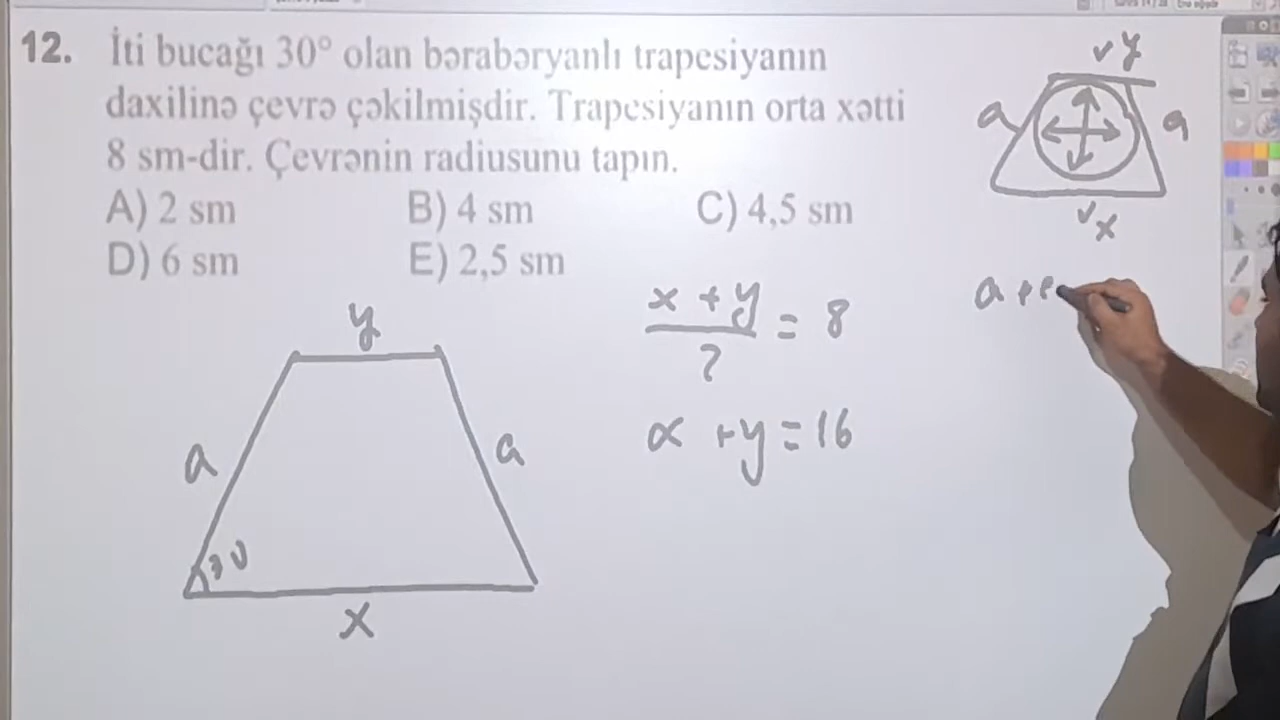 12. İti bucağı 30° olan bərabəryanlı trapesiyanın
daxilinə çevrə çəkilmişdir. Trapesiyanın orta xətti
8 sm-dir. Çevrənin radiusunu tapın.
A) 2 sm B) 4 sm C) 4,5 sm
D) 6 sm E) 2,5 sm
y
a a
x
y
a a
30
x
x + y
2
= 8
x + y = 16
a +